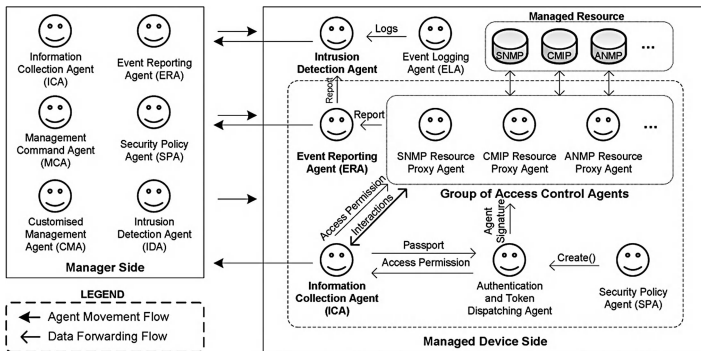 Information
Collection Agent
(ICA)
Event Reporting
Agent (ERA)
Management
Command Agent
(MCA)
Security Policy
Agent (SPA)
Customised
Management
Agent (CMA)
Intrusion
Detection Agent
(IDA)
Manager Side
LEGEND
Agent Movement Flow
Data Forwarding Flow
Intrusion
Detection Agent
Logs
Event Logging
Agent (ELA)
Managed Resource
SNMP
CMIP
ANMP
...
Report
Event Reporting
Agent (ERA)
Report
SNMP Resource
Proxy Agent
CMIP Resource
Proxy Agent
ANMP Resource
Proxy Agent
...
Group of Access Control Agents
Access Permission
Interactions
Agent
Signature
Information
Collection Agent
(ICA)
Passport
Access Permission
Authentication
and Token
Dispatching Agent
Create()
Security Policy
Agent (SPA)
Managed Device Side